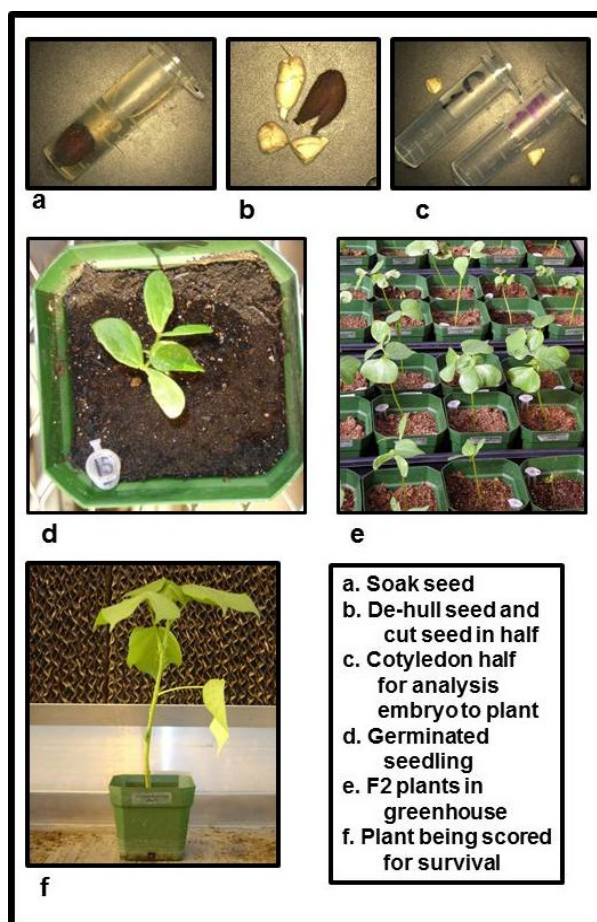 a
b
c
d
e
f
a. Soak seed
b. De-hull seed and
cut seed in half
c. Cotyledon half
for analysis
embryo to plant
d. Germinated
seedling
e. F2 plants in
greenhouse
f. Plant being scored
for survival